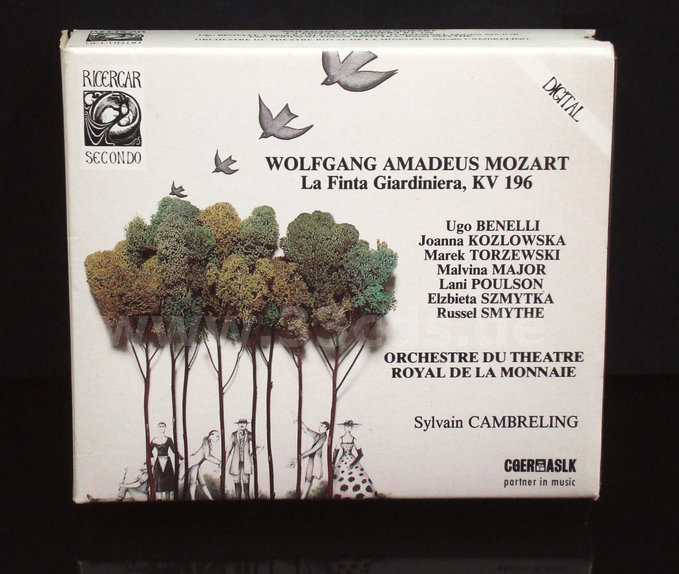 RICERCAR
SECONDO
DIGITAL
WOLFGANG AMADEUS MOZART
La Finta Giardiniera, KV 196
Ugo BENELLI
Joanna KOZLOWSKA
Marek TORZEWSKI
Malvina MAJOR
Lani POULSON
Elzbieta SZMYTKA
Russel SMYTHE
ORCHESTRE DU THEATRE
ROYAL DE LA MONNAIE
Sylvain CAMBRELING
CGER ASLK
partner in music